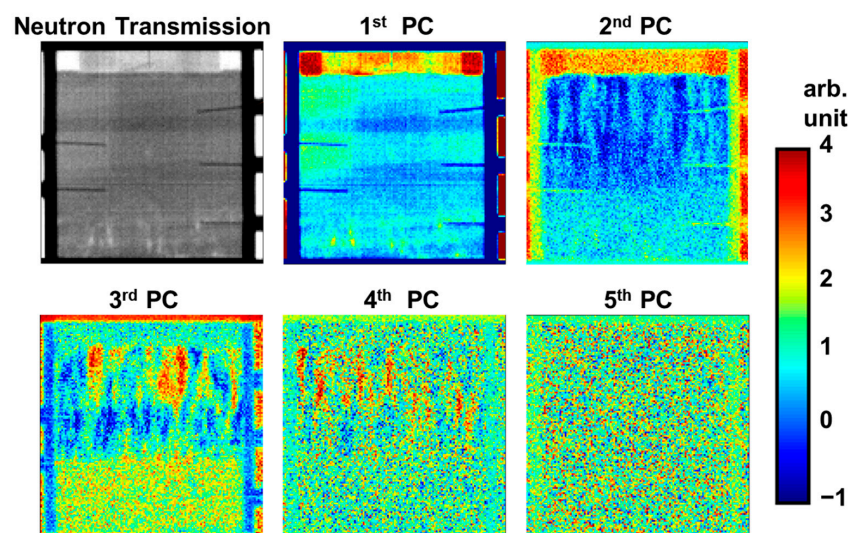 Neutron Transmission
1st PC
2nd PC
arb.
unit
4
3
2
1
0
−1
3rd PC
4th PC
5th PC